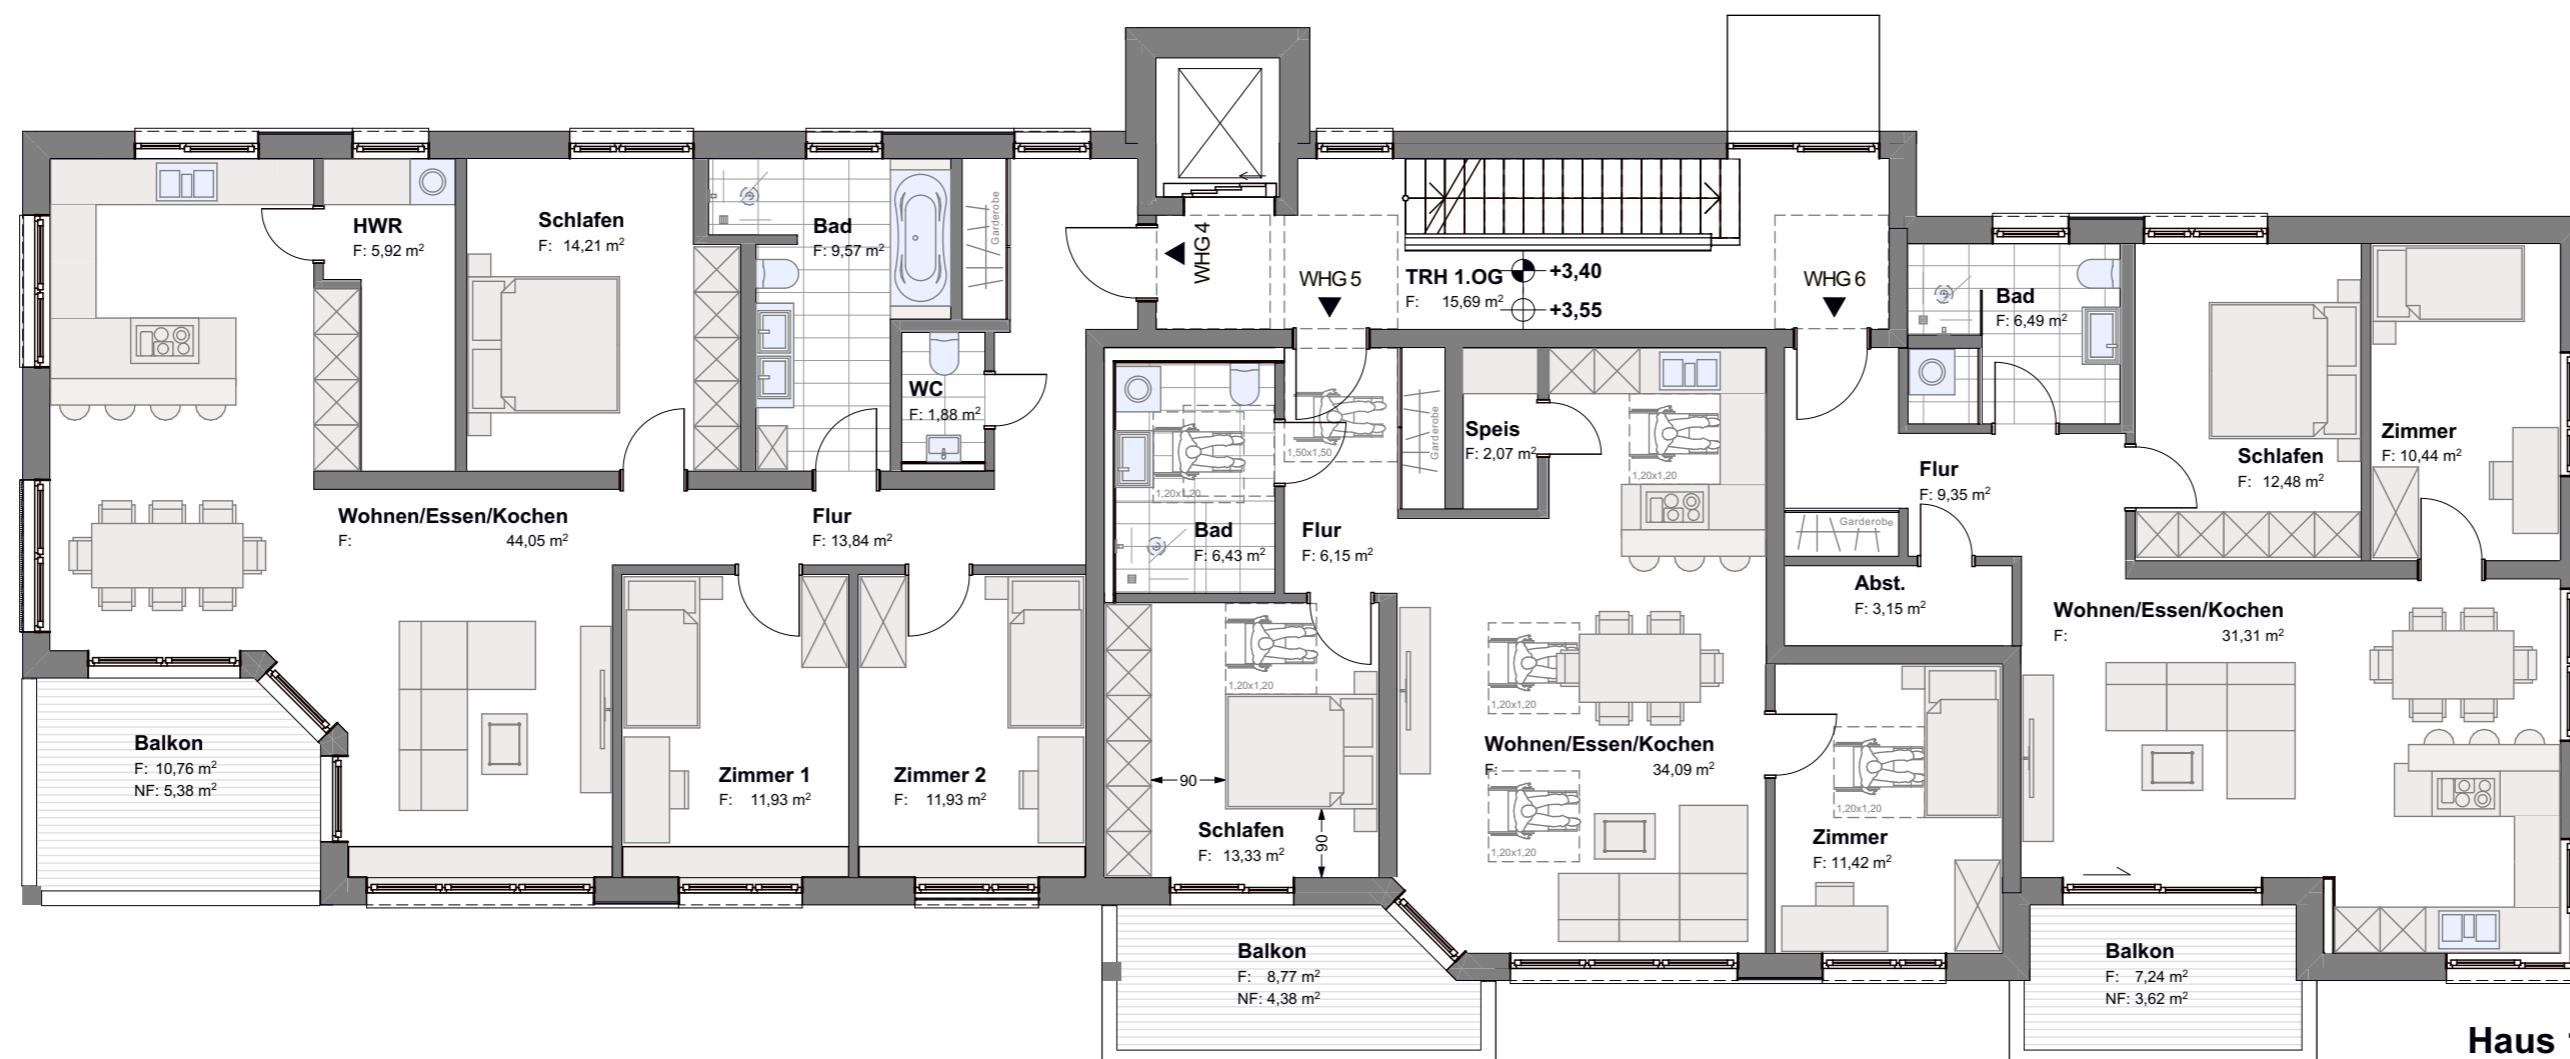 HWR
F: 5,92 m²
Schlafen
F: 14,21 m²
Bad
F: 9,57 m²
Garderobe
WC
F: 1,88 m²
Wohnen/Essen/Kochen
F: 44,05 m²
Flur
F: 13,84 m²
Balkon
F: 10,76 m²
NF: 5,38 m²
Zimmer 1
F: 11,93 m²
Zimmer 2
F: 11,93 m²
WHG 4
WHG 5
TRH 1.OG
F: 15,69 m²
+3,40
+3,55
WHG 6
1,50x1,50
Garderobe
1,20x1,20
Bad
F: 6,43 m²
Flur
F: 6,15 m²
Speis
F: 2,07 m²
1,20x1,20
1,20x1,20
90
90
Schlafen
F: 13,33 m²
1,20x1,20
Wohnen/Essen/Kochen
F: 34,09 m²
1,20x1,20
1,20x1,20
Zimmer
F: 11,42 m²
Balkon
F: 8,77 m²
NF: 4,38 m²
Bad
F: 6,49 m²
Flur
F: 9,35 m²
Garderobe
Abst.
F: 3,15 m²
Schlafen
F: 12,48 m²
Zimmer
F: 10,44 m²
Wohnen/Essen/Kochen
F: 31,31 m²
Balkon
F: 7,24 m²
NF: 3,62 m²
Haus